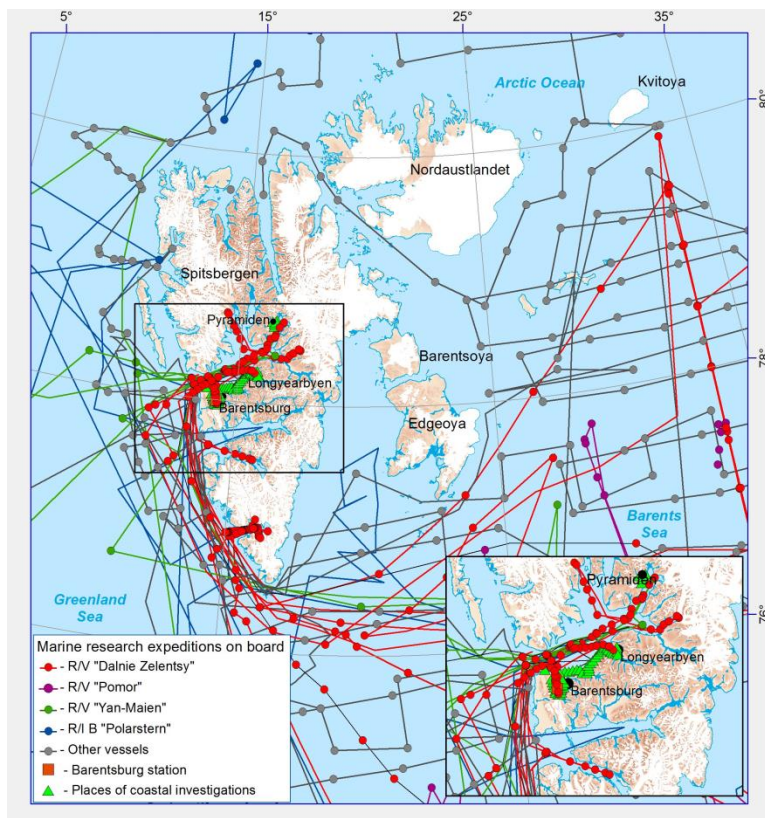 5°
15°
25°
35°
Arctic Ocean
Kvitoya
80°
Nordaustlandet
Spitsbergen
Pyramiden
Barentsoya
78°
Longyearbyen
Barentsburg
Edgeoya
Barents
Sea
Greenland
Sea
76°
Pyramiden
Longyearbyen
Barentsburg
Marine research expeditions on board
- R/V "Dalnie Zelentsy"
- R/V "Pomor"
- R/V "Yan-Maien"
- R/I B "Polarstern"
- Other vessels
- Barentsburg station
- Places of coastal investigations